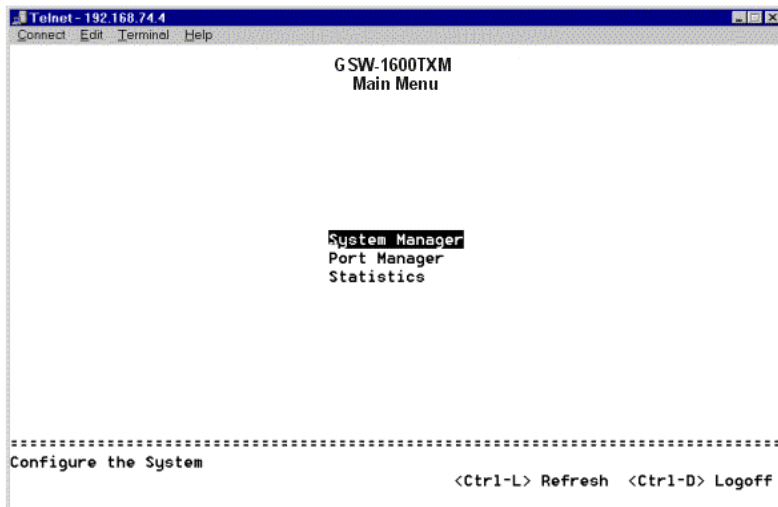 Telnet - 192.168.74.4
Connect Edit Terminal Help
GSW-1600TXM
Main Menu
System Manager
Port Manager
Statistics
Configure the System
<Ctrl-L> Refresh <Ctrl-D> Logoff